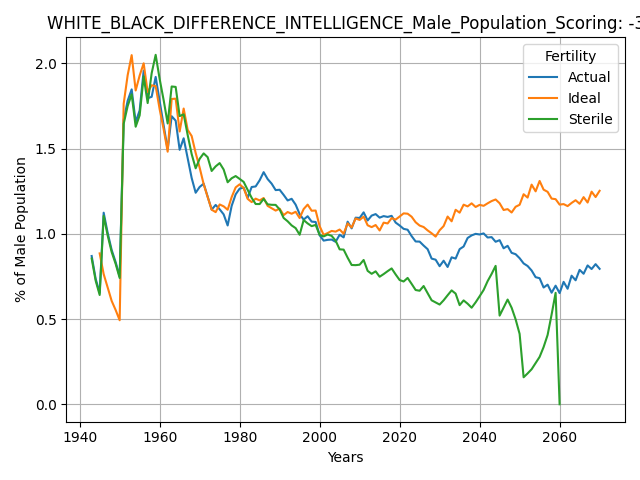 WHITE_BLACK_DIFFERENCE_INTELLIGENCE_Male_Population_Scoring: -3
% of Male Population
2.0
1.5
1.0
0.5
0.0
Fertility
Actual
Ideal
Sterile
1940 1960 1980 2000 2020 2040 2060
Years